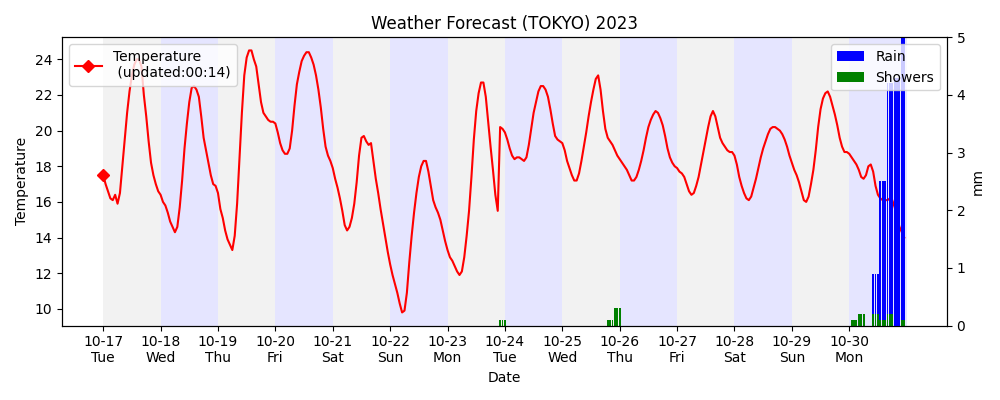 Weather Forecast (TOKYO) 2023
Temperature
(updated:00:14)
Rain
Showers
24
22
20
18
16
14
12
10
Temperature
5
4
3
2
1
0
mm
10-17 10-18 10-19 10-20 10-21 10-22 10-23 10-24 10-25 10-26 10-27 10-28 10-29 10-30
Tue Wed Thu Fri Sat Sun Mon Tue Wed Thu Fri Sat Sun Mon
Date